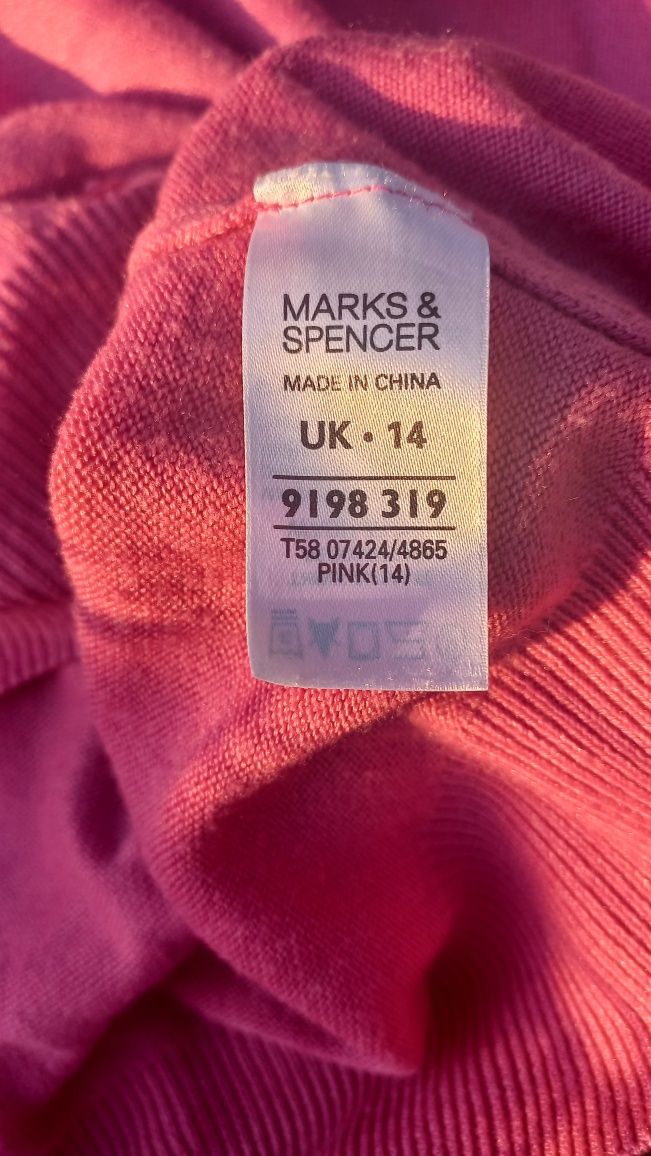 MARKS &
SPENCER
MADE IN CHINA
UK • 14
9198 319
T58 07424/4865
PINK(14)